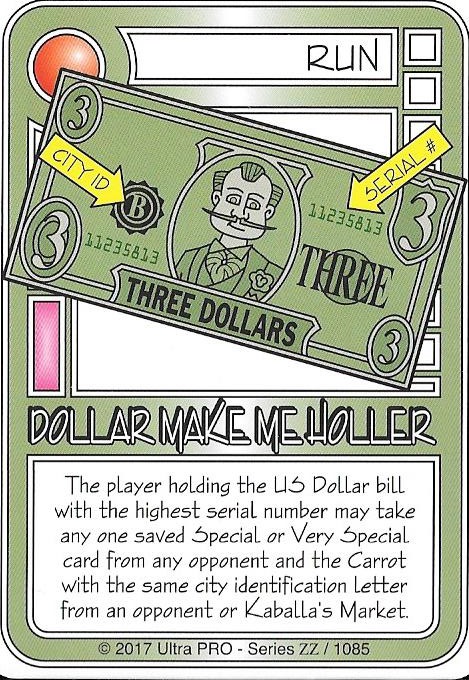 RUN
3
CITY ID
SERIAL #
B
11235813
11235813
3
3
THREE
THREE DOLLARS
3
DOLLAR MAKE ME HOLLER
The player holding the US Dollar bill
with the highest serial number may take
any one saved Special or Very Special
card from any opponent and the Carrot
with the same city identification letter
from an opponent or Kaballa's Market.
© 2017 Ultra PRO - Series ZZ / 1085